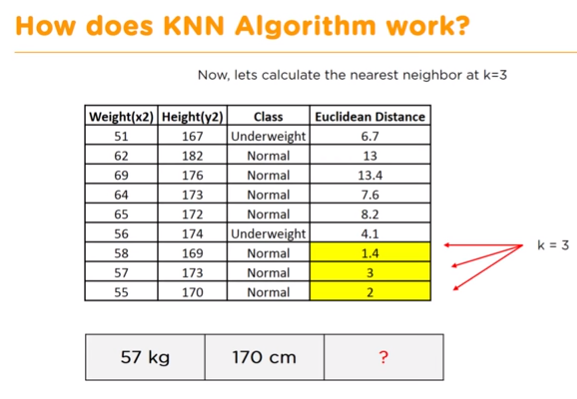 How does KNN Algorithm work?
Now, lets calculate the nearest neighbor at k=3
Weight(x2) Height(y2) Class Euclidean Distance
51 167 Underweight 6.7
62 182 Normal 13
69 176 Normal 13.4
64 173 Normal 7.6
65 172 Normal 8.2
56 174 Underweight 4.1
58 169 Normal 1.4
57 173 Normal 3
55 170 Normal 2
k = 3
57 kg 170 cm ?